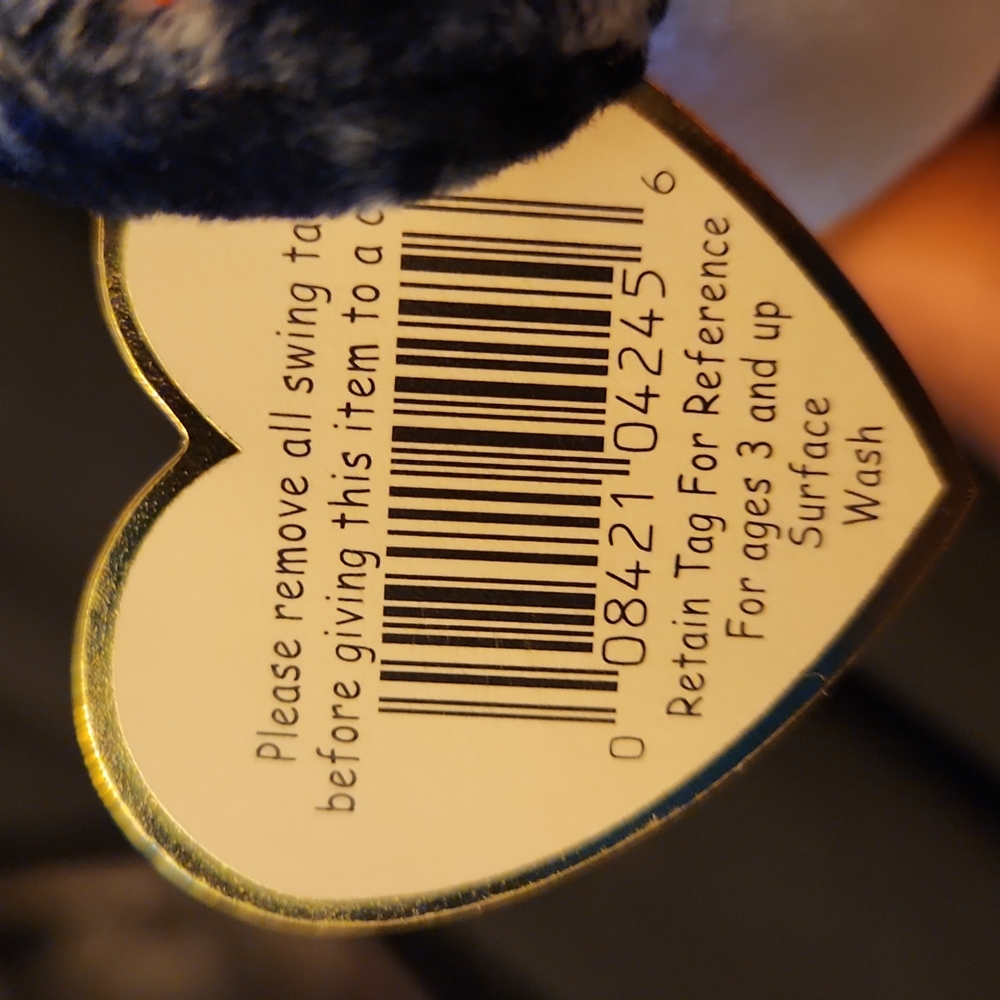 Please remove all swing ta
before giving this item to a c
0 08421 04245 6
Retain Tag For Reference
For ages 3 and up
Surface
Wash